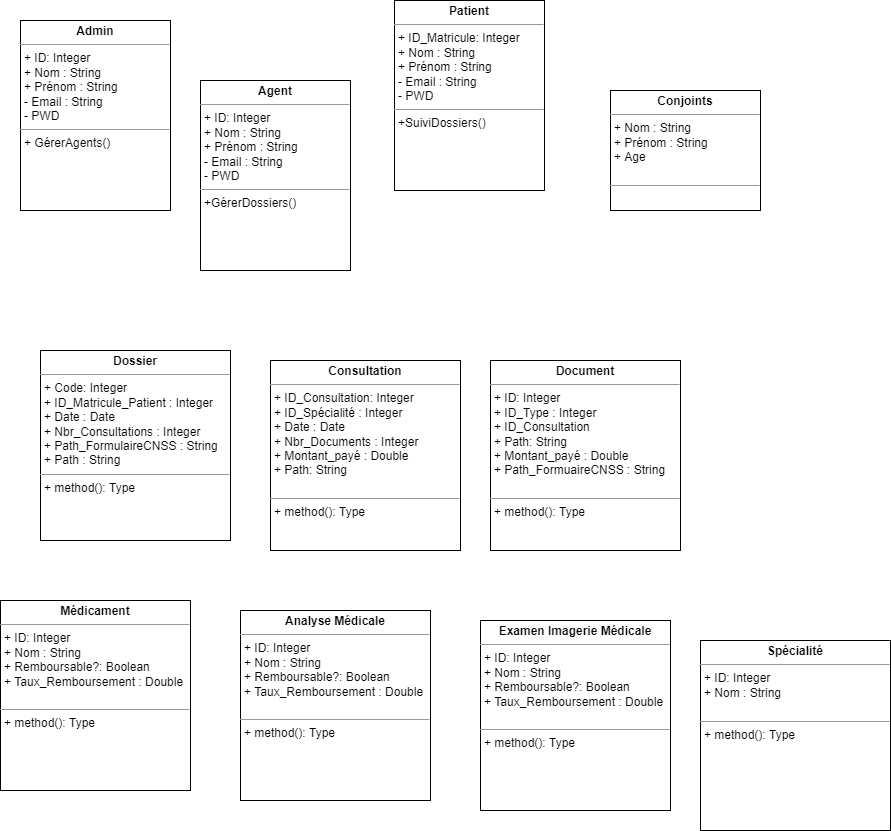 Admin
+ ID: Integer
+ Nom : String
+ Prénom : String
- Email : String
- PWD
+ GérerAgents()
Agent
+ ID: Integer
+ Nom : String
+ Prénom : String
- Email : String
- PWD
+GérerDossiers()
Patient
+ ID_Matricule: Integer
+ Nom : String
+ Prénom : String
- Email : String
- PWD
+SuiviDossiers()
Conjoints
+ Nom : String
+ Prénom : String
+ Age
Dossier
+ Code: Integer
+ ID_Matricule_Patient : Integer
+ Date : Date
+ Nbr_Consultations : Integer
+ Path_FormulaireCNSS : String
+ Path : String
+ method(): Type
Consultation
+ ID_Consultation: Integer
+ ID_Spécialité : Integer
+ Date : Date
+ Nbr_Documents : Integer
+ Montant_payé : Double
+ Path: String
+ method(): Type
Document
+ ID: Integer
+ ID_Type : Integer
+ ID_Consultation
+ Path: String
+ Montant_payé : Double
+ Path_FormuaireCNSS : String
+ method(): Type
Médicament
+ ID: Integer
+ Nom : String
+ Remboursable?: Boolean
+ Taux_Remboursement : Double
+ method(): Type
Analyse Médicale
+ ID: Integer
+ Nom : String
+ Remboursable?: Boolean
+ Taux_Remboursement : Double
+ method(): Type
Examen Imagerie Médicale
+ ID: Integer
+ Nom : String
+ Remboursable?: Boolean
+ Taux_Remboursement : Double
+ method(): Type
Spécialité
+ ID: Integer
+ Nom : String
+ method(): Type